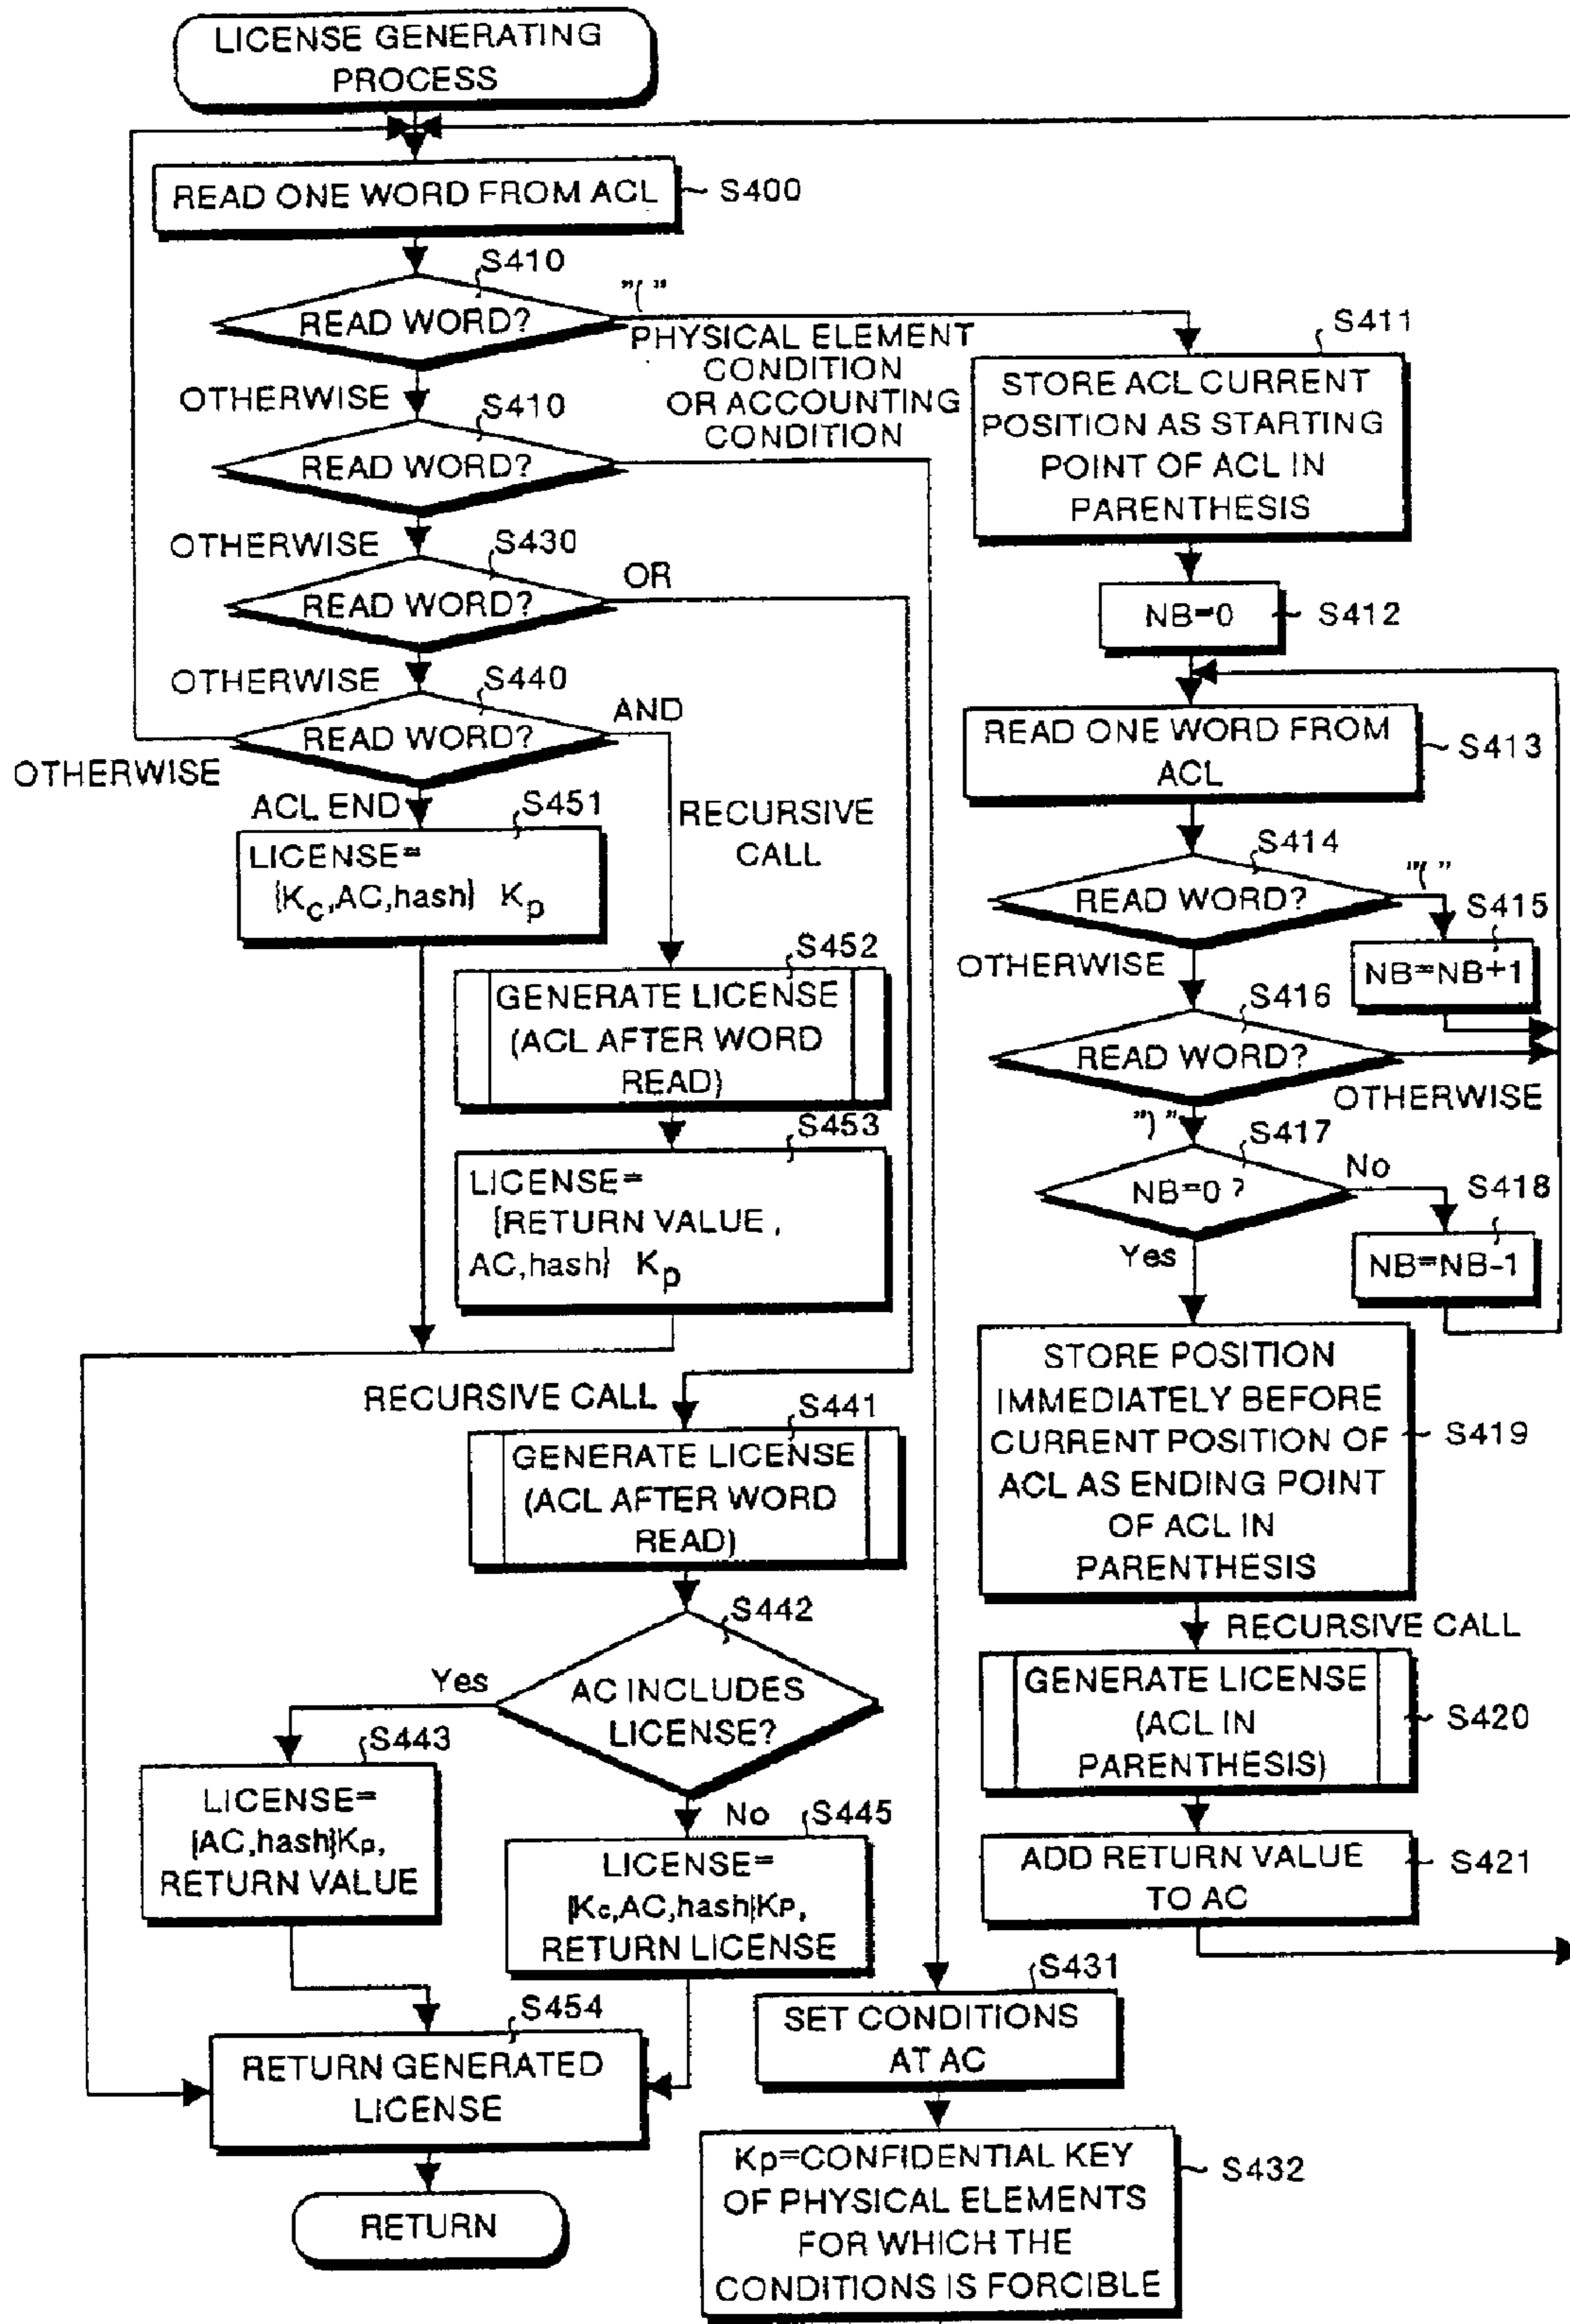 LICENSE GENERATING
PROCESS
READ ONE WORD FROM ACL
S400
S410
READ WORD?
"("
OTHERWISE
PHYSICAL ELEMENT
CONDITION
OR ACCOUNTING
CONDITION
S410
READ WORD?
OTHERWISE
S430
READ WORD?
OR
OTHERWISE
S440
READ WORD?
AND
OTHERWISE
ACL END
S451
LICENSE=
{Kc,AC,hash} Kp
RECURSIVE
CALL
S452
GENERATE LICENSE
(ACL AFTER WORD
READ)
S453
LICENSE=
{RETURN VALUE,
AC,hash} Kp
RECURSIVE CALL
S441
GENERATE LICENSE
(ACL AFTER WORD
READ)
S442
AC INCLUDES
LICENSE?
Yes
S443
LICENSE=
{AC,hash}Kp,
RETURN VALUE
No
S445
LICENSE=
{Kc,AC,hash}Kp,
RETURN LICENSE
S454
RETURN GENERATED
LICENSE
RETURN
S411
STORE ACL CURRENT
POSITION AS STARTING
POINT OF ACL IN
PARENTHESIS
NB=0
S412
READ ONE WORD FROM
ACL
S413
S414
READ WORD?
"("
S415
NB=NB+1
OTHERWISE
S416
READ WORD?
OTHERWISE
")"
S417
NB=0?
No
S418
NB=NB-1
Yes
STORE POSITION
IMMEDIATELY BEFORE
CURRENT POSITION OF
ACL AS ENDING POINT
OF ACL IN
PARENTHESIS
S419
RECURSIVE CALL
GENERATE LICENSE
(ACL IN
PARENTHESIS)
S420
ADD RETURN VALUE
TO AC
S421
S431
SET CONDITIONS
AT AC
Kp=CONFIDENTIAL KEY
OF PHYSICAL ELEMENTS
FOR WHICH THE
CONDITIONS IS FORCIBLE
S432